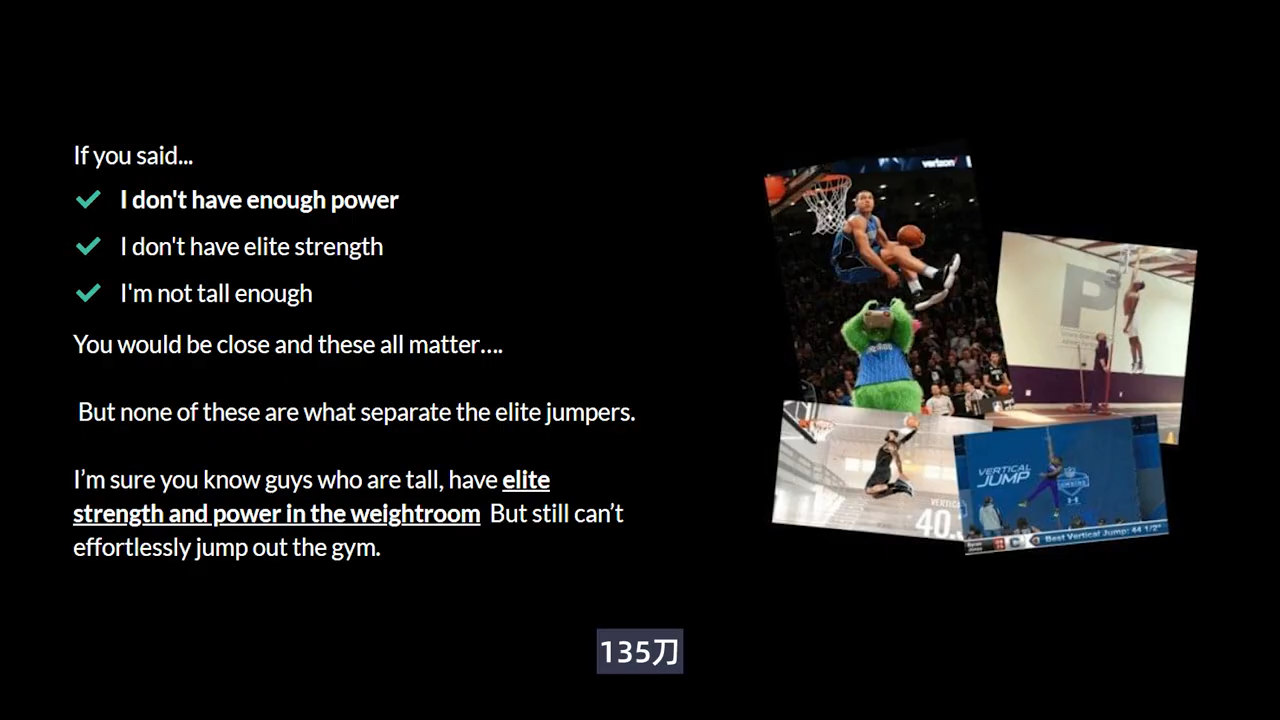 If you said...
I don't have enough power
I don't have elite strength
I'm not tall enough
You would be close and these all matter….
But none of these are what separate the elite jumpers.
I’m sure you know guys who are tall, have elite
strength and power in the weightroom But still can’t
effortlessly jump out the gym.
verizon
P3
VERTICAL
40.
VERTICAL
JUMP
NFL
Best Vertical Jump: 44 1/2"
135刀